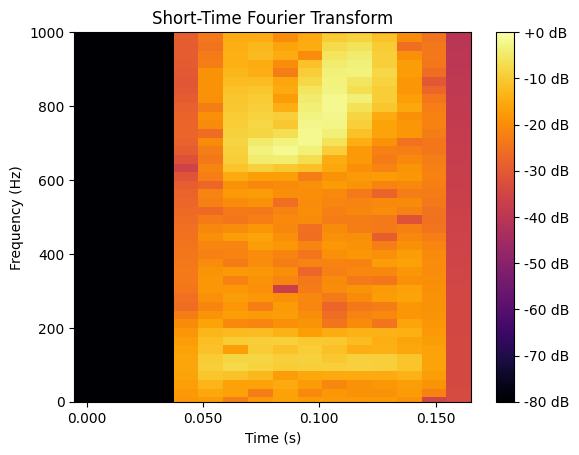 Short-Time Fourier Transform
1000
800
600
400
200
0
Frequency (Hz)
0.000
0.050
0.100
0.150
Time (s)
+0 dB
-10 dB
-20 dB
-30 dB
-40 dB
-50 dB
-60 dB
-70 dB
-80 dB